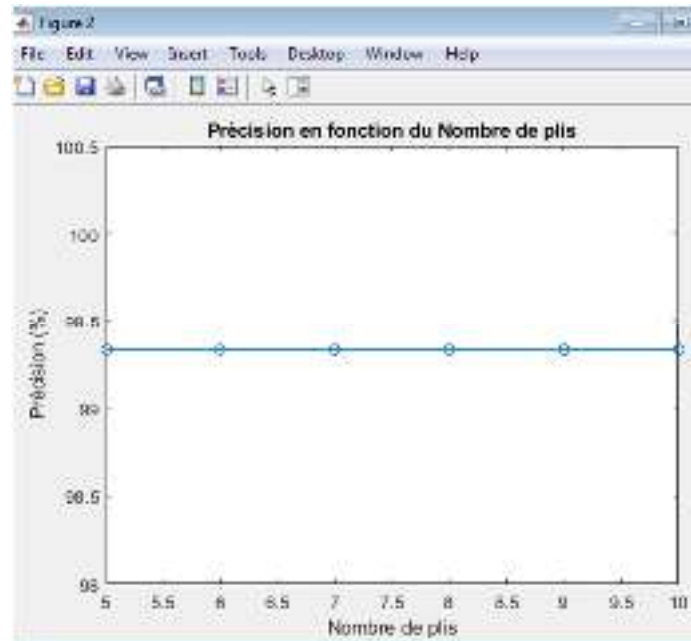 Figure 2
File Edit View Insert Tools Desktop Window Help
Précision en fonction du Nombre de plis
100.5
100
99.5
99
98.5
98
Précision (%)
5 5.5 6 6.5 7 7.5 8 8.5 9 9.5 10
Nombre de plis